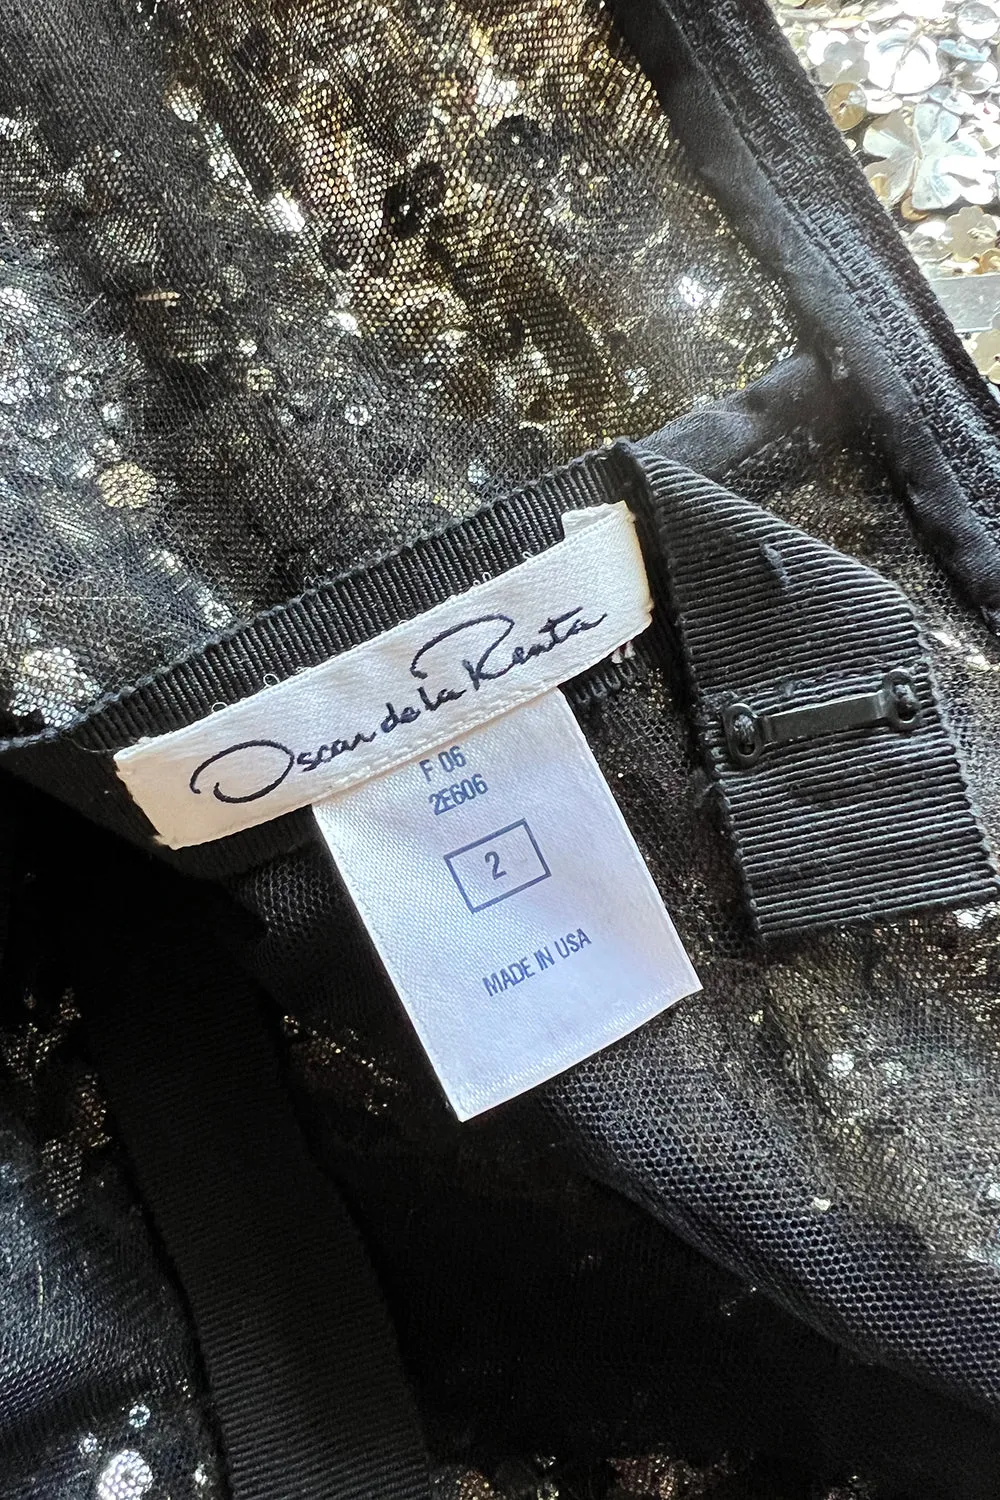 Oscar de la Renta
F 06
2E606
2
MADE IN USA